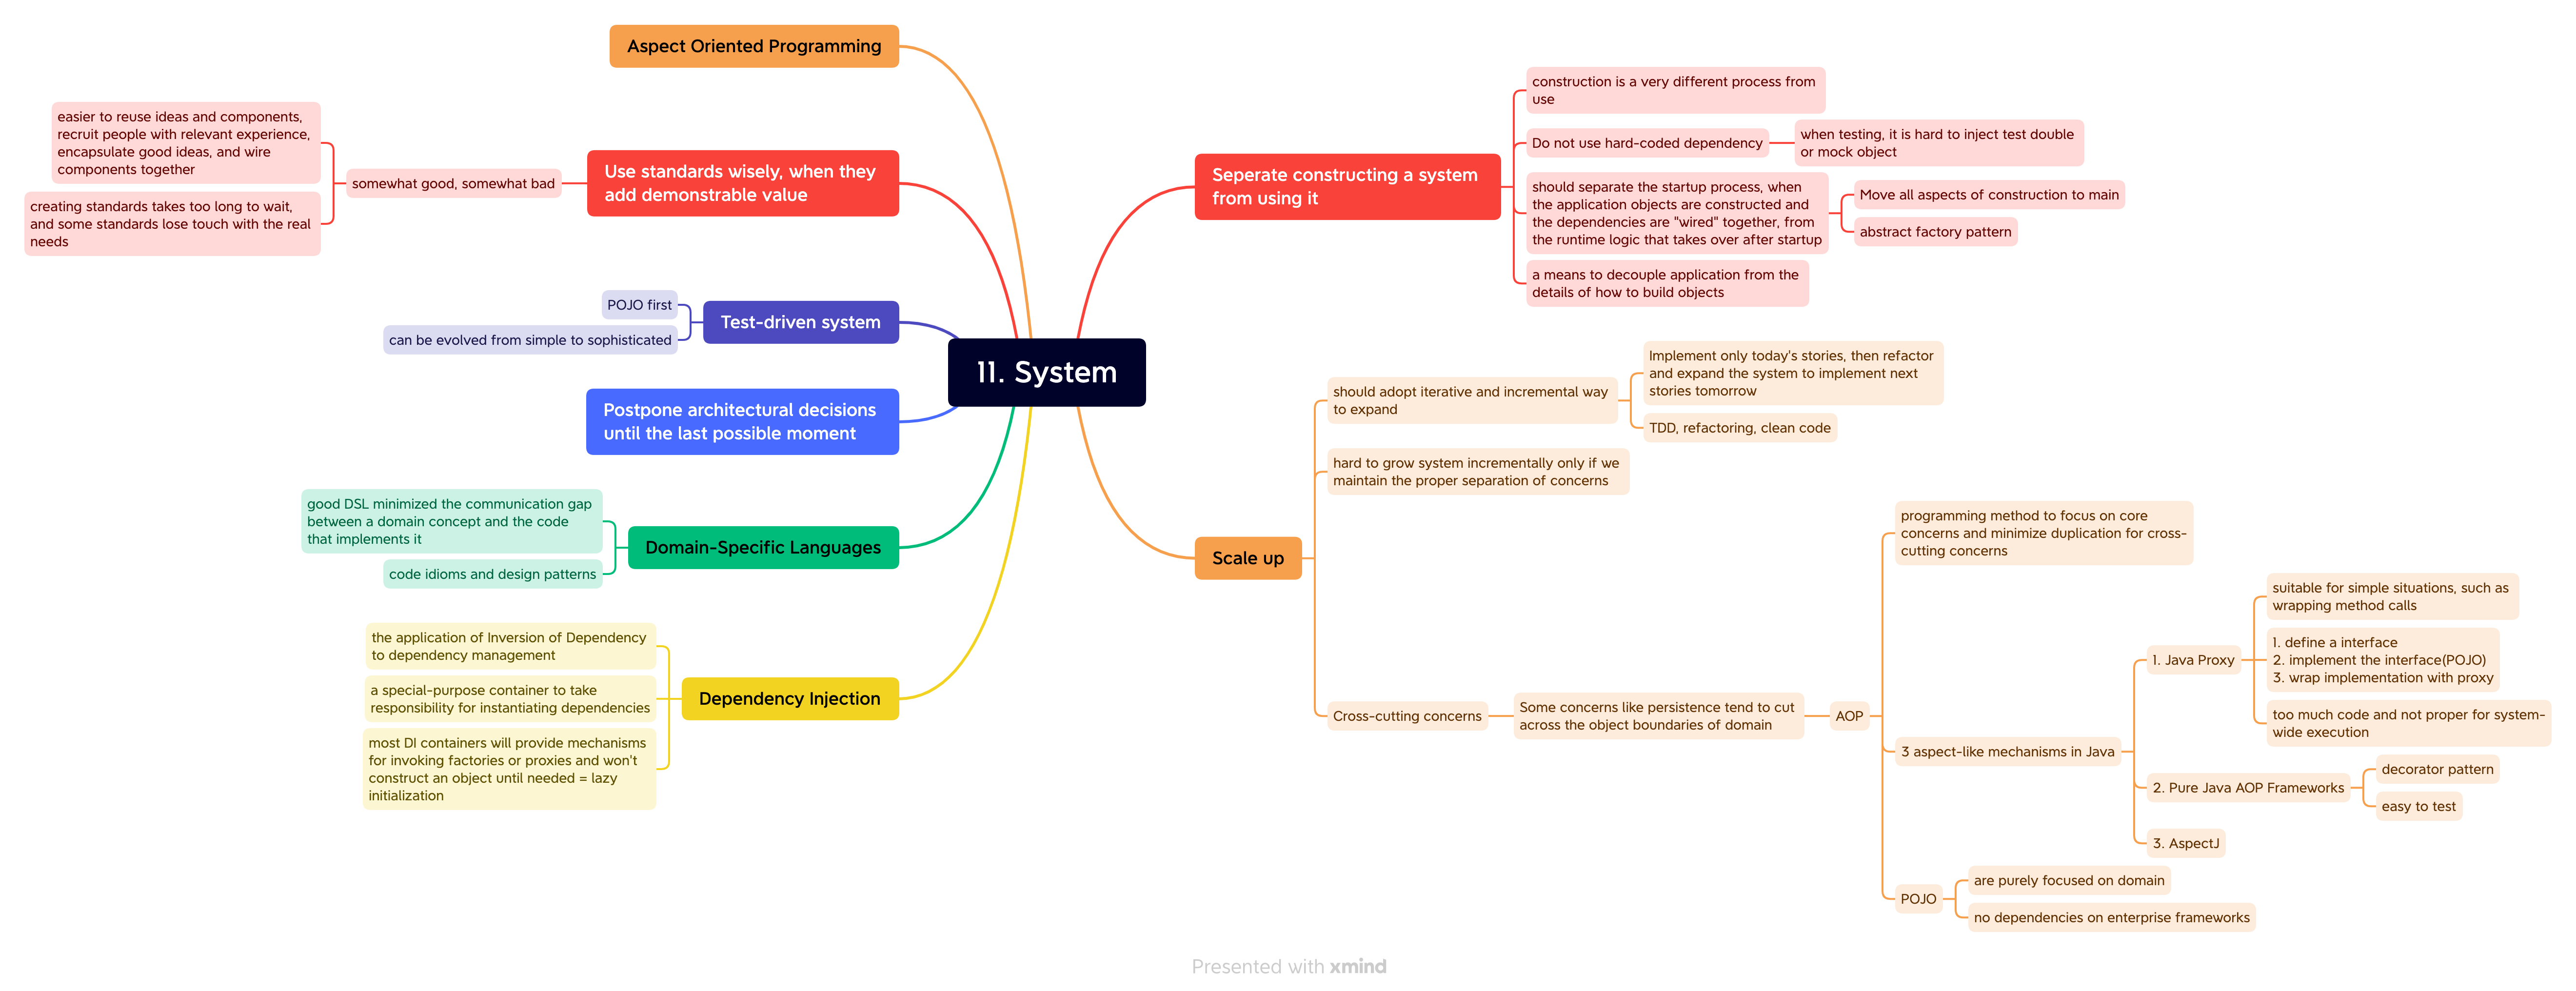 11. System
Seperate constructing a system
from using it
construction is a very different process from
use
Do not use hard-coded dependency
when testing, it is hard to inject test double
or mock object
should separate the startup process, when
the application objects are constructed and
the dependencies are "wired" together, from
the runtime logic that takes over after startup
Move all aspects of construction to main
abstract factory pattern
a means to decouple application from the
details of how to build objects
Scale up
should adopt iterative and incremental way
to expand
Implement only today's stories, then refactor
and expand the system to implement next
stories tomorrow
TDD, refactoring, clean code
hard to grow system incrementally only if we
maintain the proper separation of concerns
Cross-cutting concerns
Some concerns like persistence tend to cut
across the object boundaries of domain
AOP
programming method to focus on core
concerns and minimize duplication for cross-
cutting concerns
3 aspect-like mechanisms in Java
1. Java Proxy
suitable for simple situations, such as
wrapping method calls
1. define a interface
2. implement the interface(POJO)
3. wrap implementation with proxy
too much code and not proper for system-
wide execution
2. Pure Java AOP Frameworks
decorator pattern
easy to test
3. AspectJ
POJO
are purely focused on domain
no dependencies on enterprise frameworks
Aspect Oriented Programming
Use standards wisely, when they
add demonstrable value
somewhat good, somewhat bad
easier to reuse ideas and components,
recruit people with relevant experience,
encapsulate good ideas, and wire
components together
creating standards takes too long to wait,
and some standards lose touch with the real
needs
Test-driven system
POJO first
can be evolved from simple to sophisticated
Postpone architectural decisions
until the last possible moment
Domain-Specific Languages
good DSL minimized the communication gap
between a domain concept and the code
that implements it
code idioms and design patterns
Dependency Injection
the application of Inversion of Dependency
to dependency management
a special-purpose container to take
responsibility for instantiating dependencies
most DI containers will provide mechanisms
for invoking factories or proxies and won't
construct an object until needed = lazy
initialization
Presented with xmind